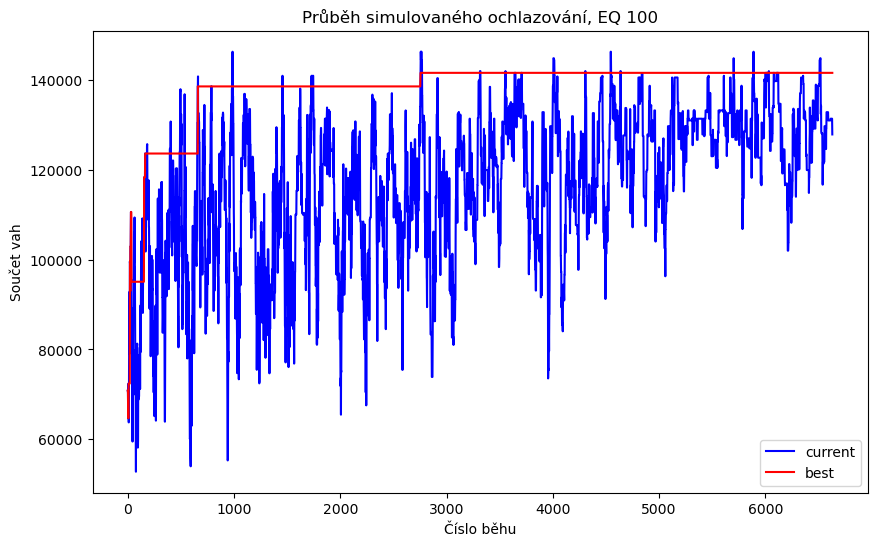 Průběh simulovaného ochlazování, EQ 100
Součet vah
140000
120000
100000
80000
60000
0 1000 2000 3000 4000 5000 6000
Číslo běhu
current
best